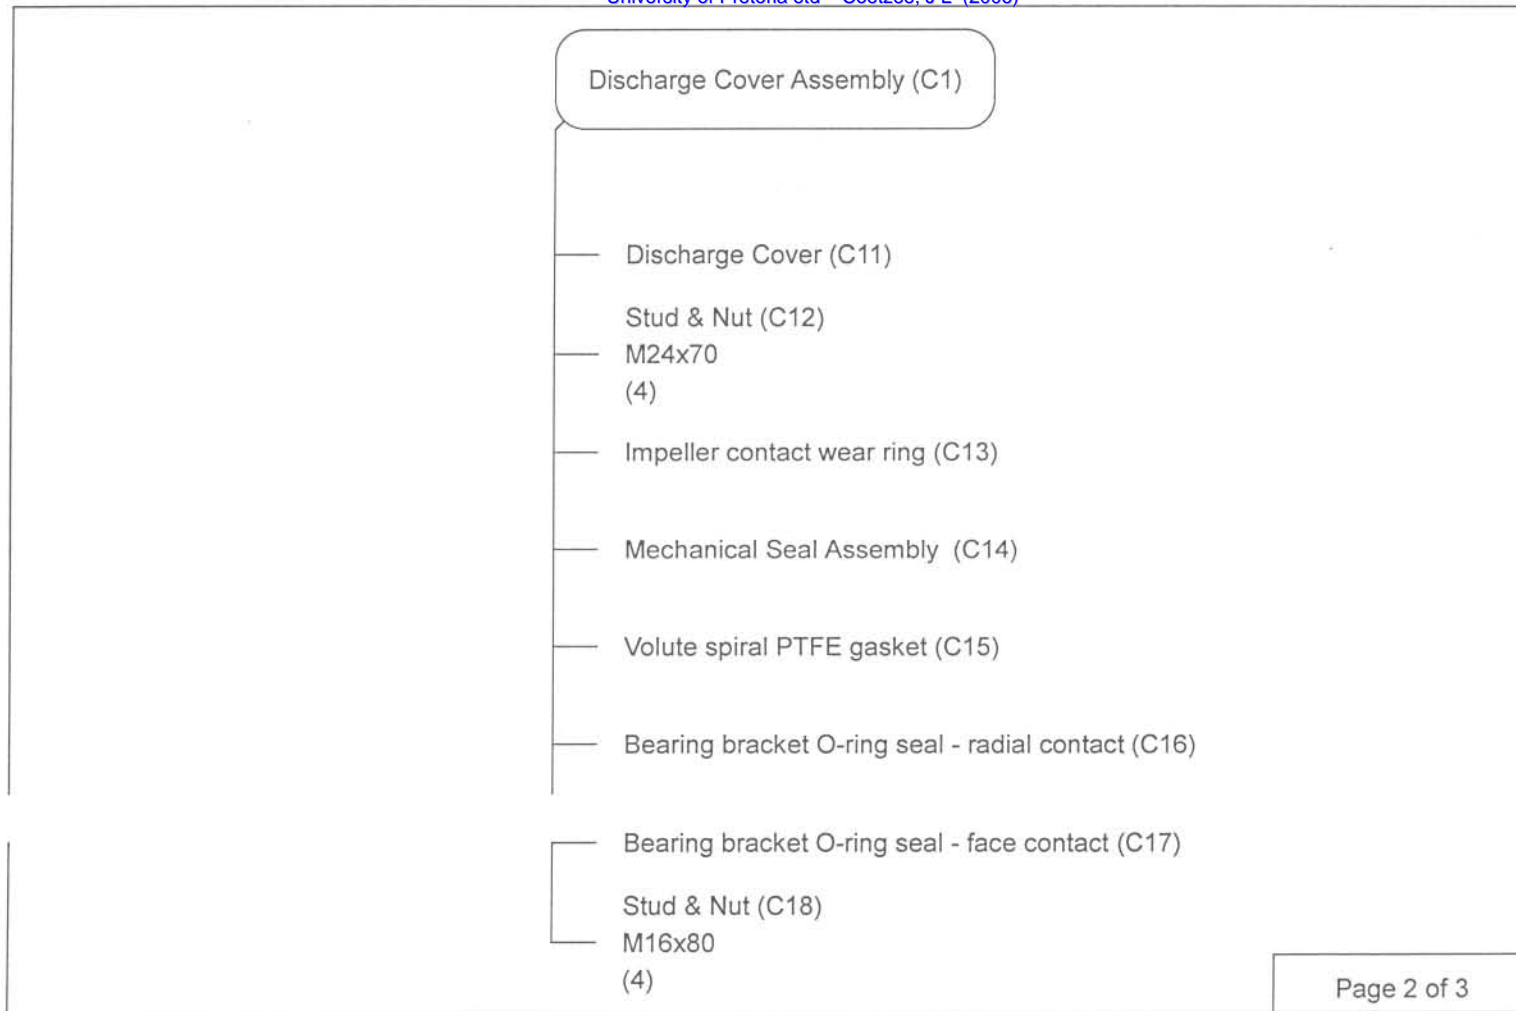 Discharge Cover Assembly (C1)
Discharge Cover (C11)
Stud & Nut (C12)
M24x70
(4)
Impeller contact wear ring (C13)
Mechanical Seal Assembly (C14)
Volute spiral PTFE gasket (C15)
Bearing bracket O-ring seal - radial contact (C16)
Bearing bracket O-ring seal - face contact (C17)
Stud & Nut (C18)
M16x80
(4)
Page 2 of 3